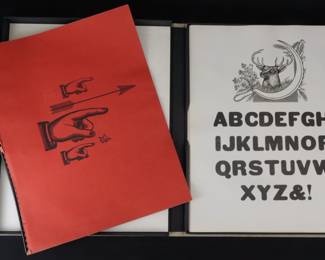 ABCDEFGH
IJKLMNOP
QRSTUVW
XYZ&!